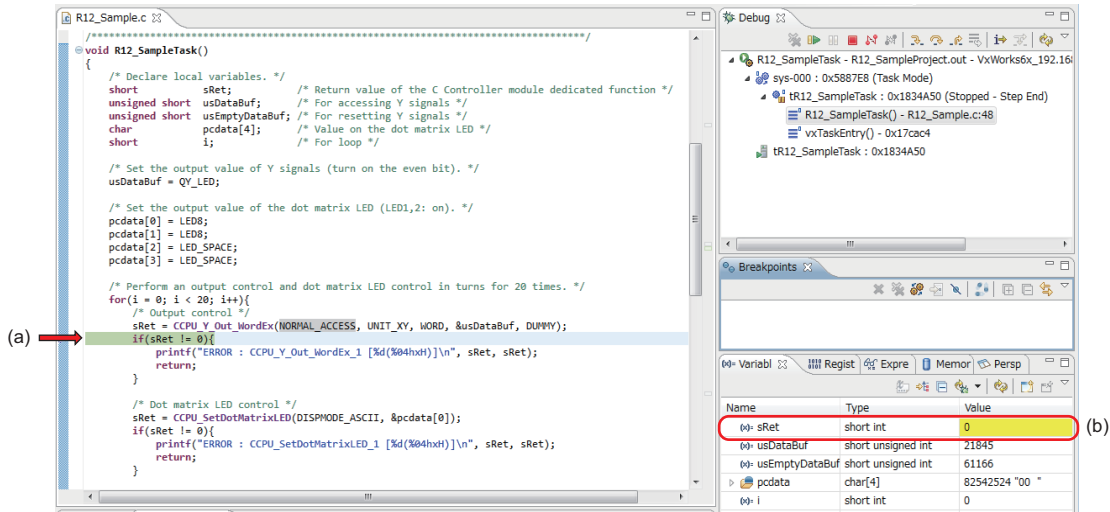 R12_Sample.c
/*****************************************************************************************/
void R12_SampleTask()
{
/* Declare local variables. */
short sRet; /* Return value of the C Controller module dedicated function */
unsigned short usDataBuf; /* For accessing Y signals */
unsigned short usEmptyDataBuf; /* For resetting Y signals */
char pcdata[4]; /* Value on the dot matrix LED */
short i; /* For loop */
/* Set the output value of Y signals (turn on the even bit). */
usDataBuf = QY_LED;
/* Set the output value of the dot matrix LED (LED1,2: on). */
pcdata[0] = LED8;
pcdata[1] = LED8;
pcdata[2] = LED_SPACE;
pcdata[3] = LED_SPACE;
/* Perform an output control and dot matrix LED control in turns for 20 times. */
for(i = 0; i < 20; i++){
/* Output control */
sRet = CCPU_Y_Out_WordEx(NORMAL_ACCESS, UNIT_XY, WORD, &usDataBuf, DUMMY);
(a)
if(sRet != 0){
printf("ERROR : CCPU_Y_Out_WordEx_1 [%d(%04hxH)]\n", sRet, sRet);
return;
}
/* Dot matrix LED control */
sRet = CCPU_SetDotMatrixLED(DISPMODE_ASCII, &pcdata[0]);
if(sRet != 0){
printf("ERROR : CCPU_SetDotMatrixLED_1 [%d(%04hxH)]\n", sRet, sRet);
return;
}
Debug
R12_SampleTask - R12_SampleProject.out - VxWorks6x_192.168
sys-000 : 0x5887E8 (Task Mode)
tR12_SampleTask : 0x1834A50 (Stopped - Step End)
R12_SampleTask() - R12_Sample.c:48
vxTaskEntry() - 0x17cac4
tR12_SampleTask : 0x1834A50
Breakpoints
Variabl Regist Expre Memor Persp
Name Type Value
sRet short int 0
(b)
usDataBuf short unsigned int 21845
usEmptyDataBuf short unsigned int 61166
pcdata char[4] 82542524 "00 "
i short int 0